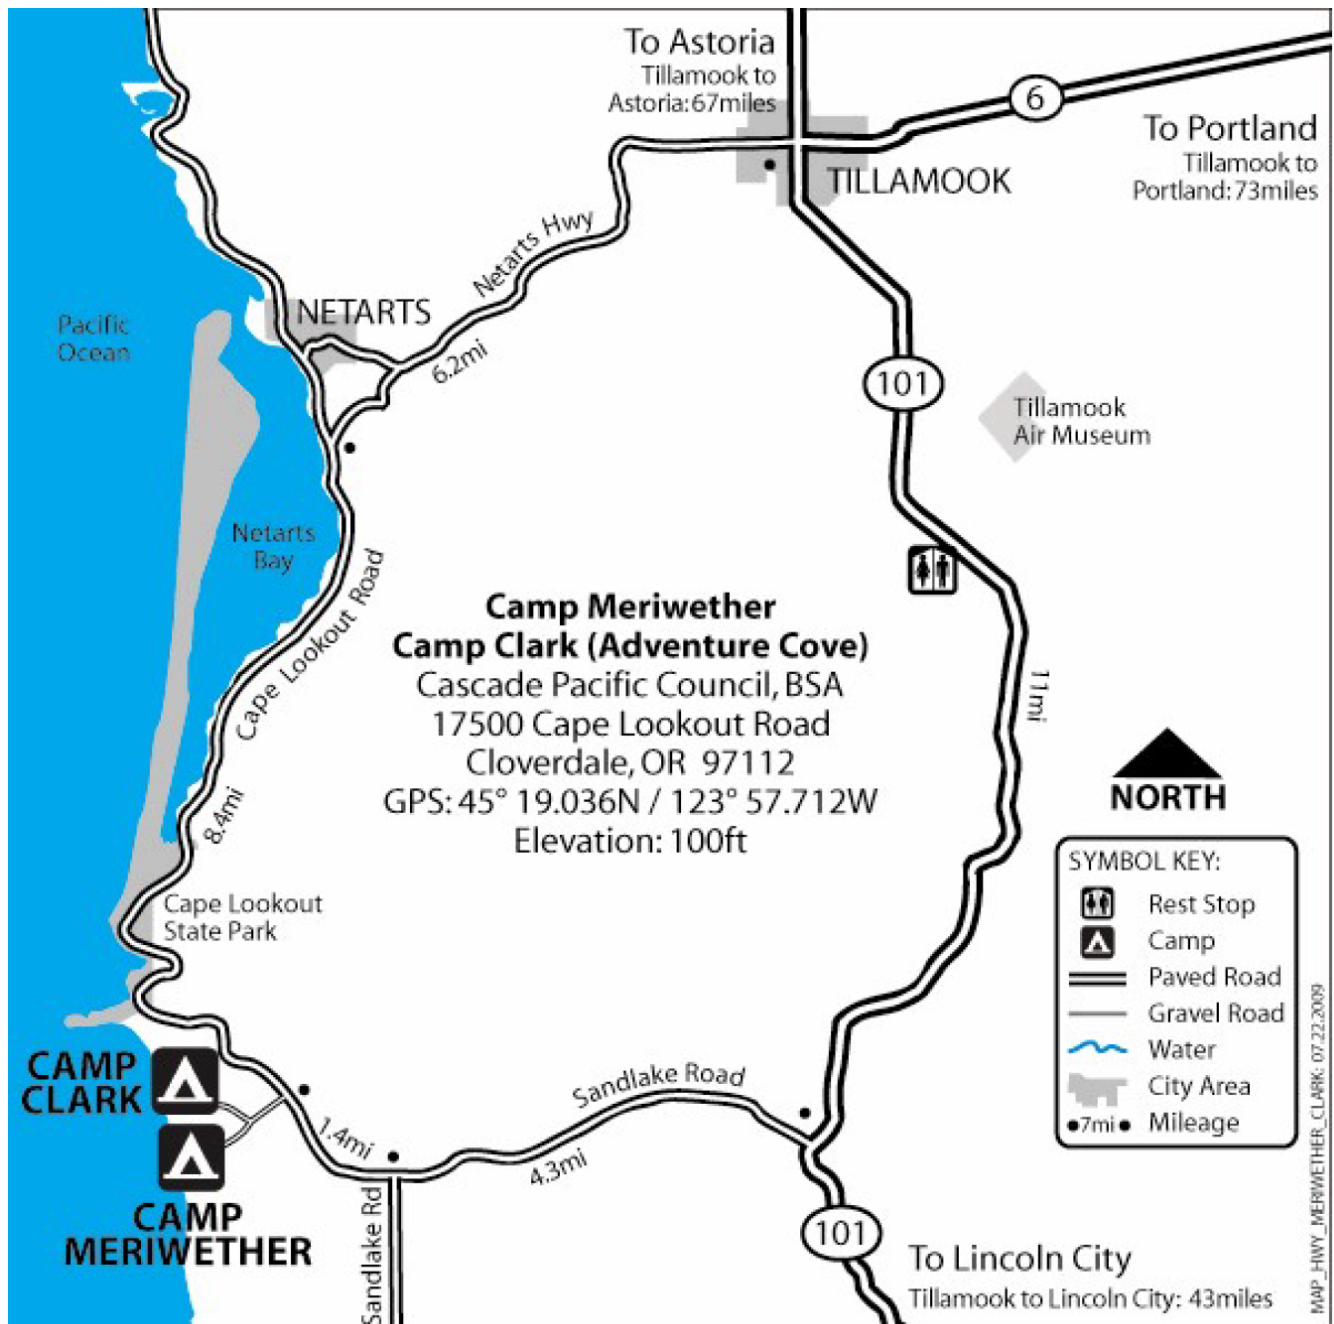 To Astoria
Tillamook to
Astoria: 67miles
6
To Portland
Tillamook to
Portland: 73miles
TILLAMOOK
Netarts Hwy
NETARTS
6.2mi
Pacific
Ocean
101
Tillamook
Air Museum
Netarts
Bay
Cape Lookout Road
8.4mi
11mi
Camp Meriwether
Camp Clark (Adventure Cove)
Cascade Pacific Council, BSA
17500 Cape Lookout Road
Cloverdale, OR 97112
GPS: 45° 19.036N / 123° 57.712W
Elevation: 100ft
NORTH
SYMBOL KEY:
Rest Stop
Camp
Paved Road
Gravel Road
Water
City Area
7mi Mileage
Cape Lookout
State Park
CAMP
CLARK
CAMP
MERIWETHER
1.4mi
Sandlake Road
4.3mi
Sandlake Rd
101
To Lincoln City
Tillamook to Lincoln City: 43miles
MAP_HWY_MERIWETHER_CLARK: 07.22.2009